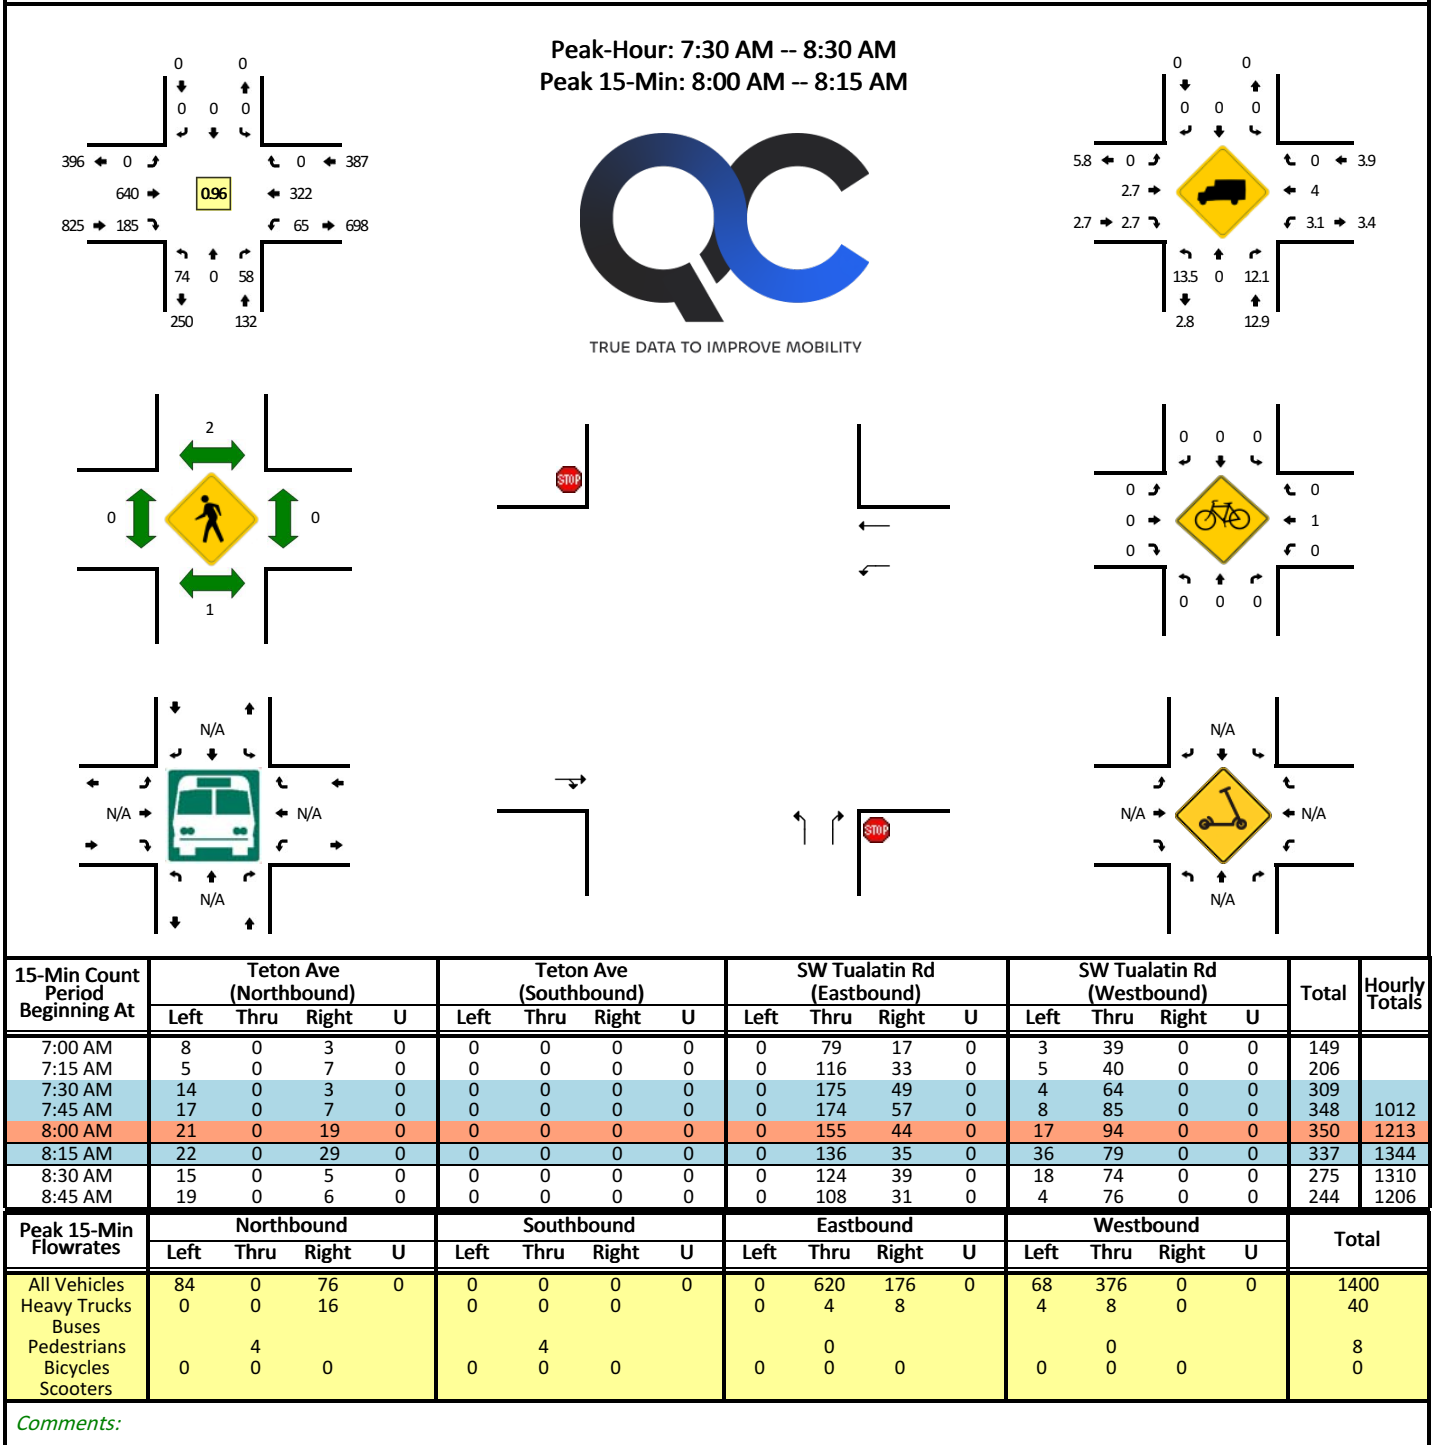 Peak-Hour: 7:30 AM -- 8:30 AM
Peak 15-Min: 8:00 AM -- 8:15 AM
0 0
0 0 0
396 0 0 387
640 0.96 322
825 185 65 698
74 0 58
250 132
QC
TRUE DATA TO IMPROVE MOBILITY
0 0
0 0 0
5.8 0 0 3.9
2.7 4
2.7 2.7 3.1 3.4
13.5 0 12.1
2.8 12.9
2
0 0
1
STOP
0 0 0
0 0
0 1
0 0
0 0 0
N/A
N/A N/A
N/A
STOP
N/A
N/A N/A
N/A
15-Min Count Period Beginning At Teton Ave (Northbound) Teton Ave (Southbound) SW Tualatin Rd (Eastbound) SW Tualatin Rd (Westbound) Total Hourly Totals
Left Thru Right U Left Thru Right U Left Thru Right U Left Thru Right U
7:00 AM 8 0 3 0 0 0 0 0 0 79 17 0 3 39 0 0 149
7:15 AM 5 0 7 0 0 0 0 0 0 116 33 0 5 40 0 0 206
7:30 AM 14 0 3 0 0 0 0 0 0 175 49 0 4 64 0 0 309
7:45 AM 17 0 7 0 0 0 0 0 0 174 57 0 8 85 0 0 348 1012
8:00 AM 21 0 19 0 0 0 0 0 0 155 44 0 17 94 0 0 350 1213
8:15 AM 22 0 29 0 0 0 0 0 0 136 35 0 36 79 0 0 337 1344
8:30 AM 15 0 5 0 0 0 0 0 0 124 39 0 18 74 0 0 275 1310
8:45 AM 19 0 6 0 0 0 0 0 0 108 31 0 4 76 0 0 244 1206
Peak 15-Min Flowrates Northbound Southbound Eastbound Westbound Total
Left Thru Right U Left Thru Right U Left Thru Right U Left Thru Right U
All Vehicles 84 0 76 0 0 0 0 0 0 620 176 0 68 376 0 0 1400
Heavy Trucks 0 0 16 0 0 0 0 4 8 4 8 0 40
Buses
Pedestrians 4 4 0 0 8
Bicycles 0 0 0 0 0 0 0 0 0 0 0 0 0
Scooters
Comments: